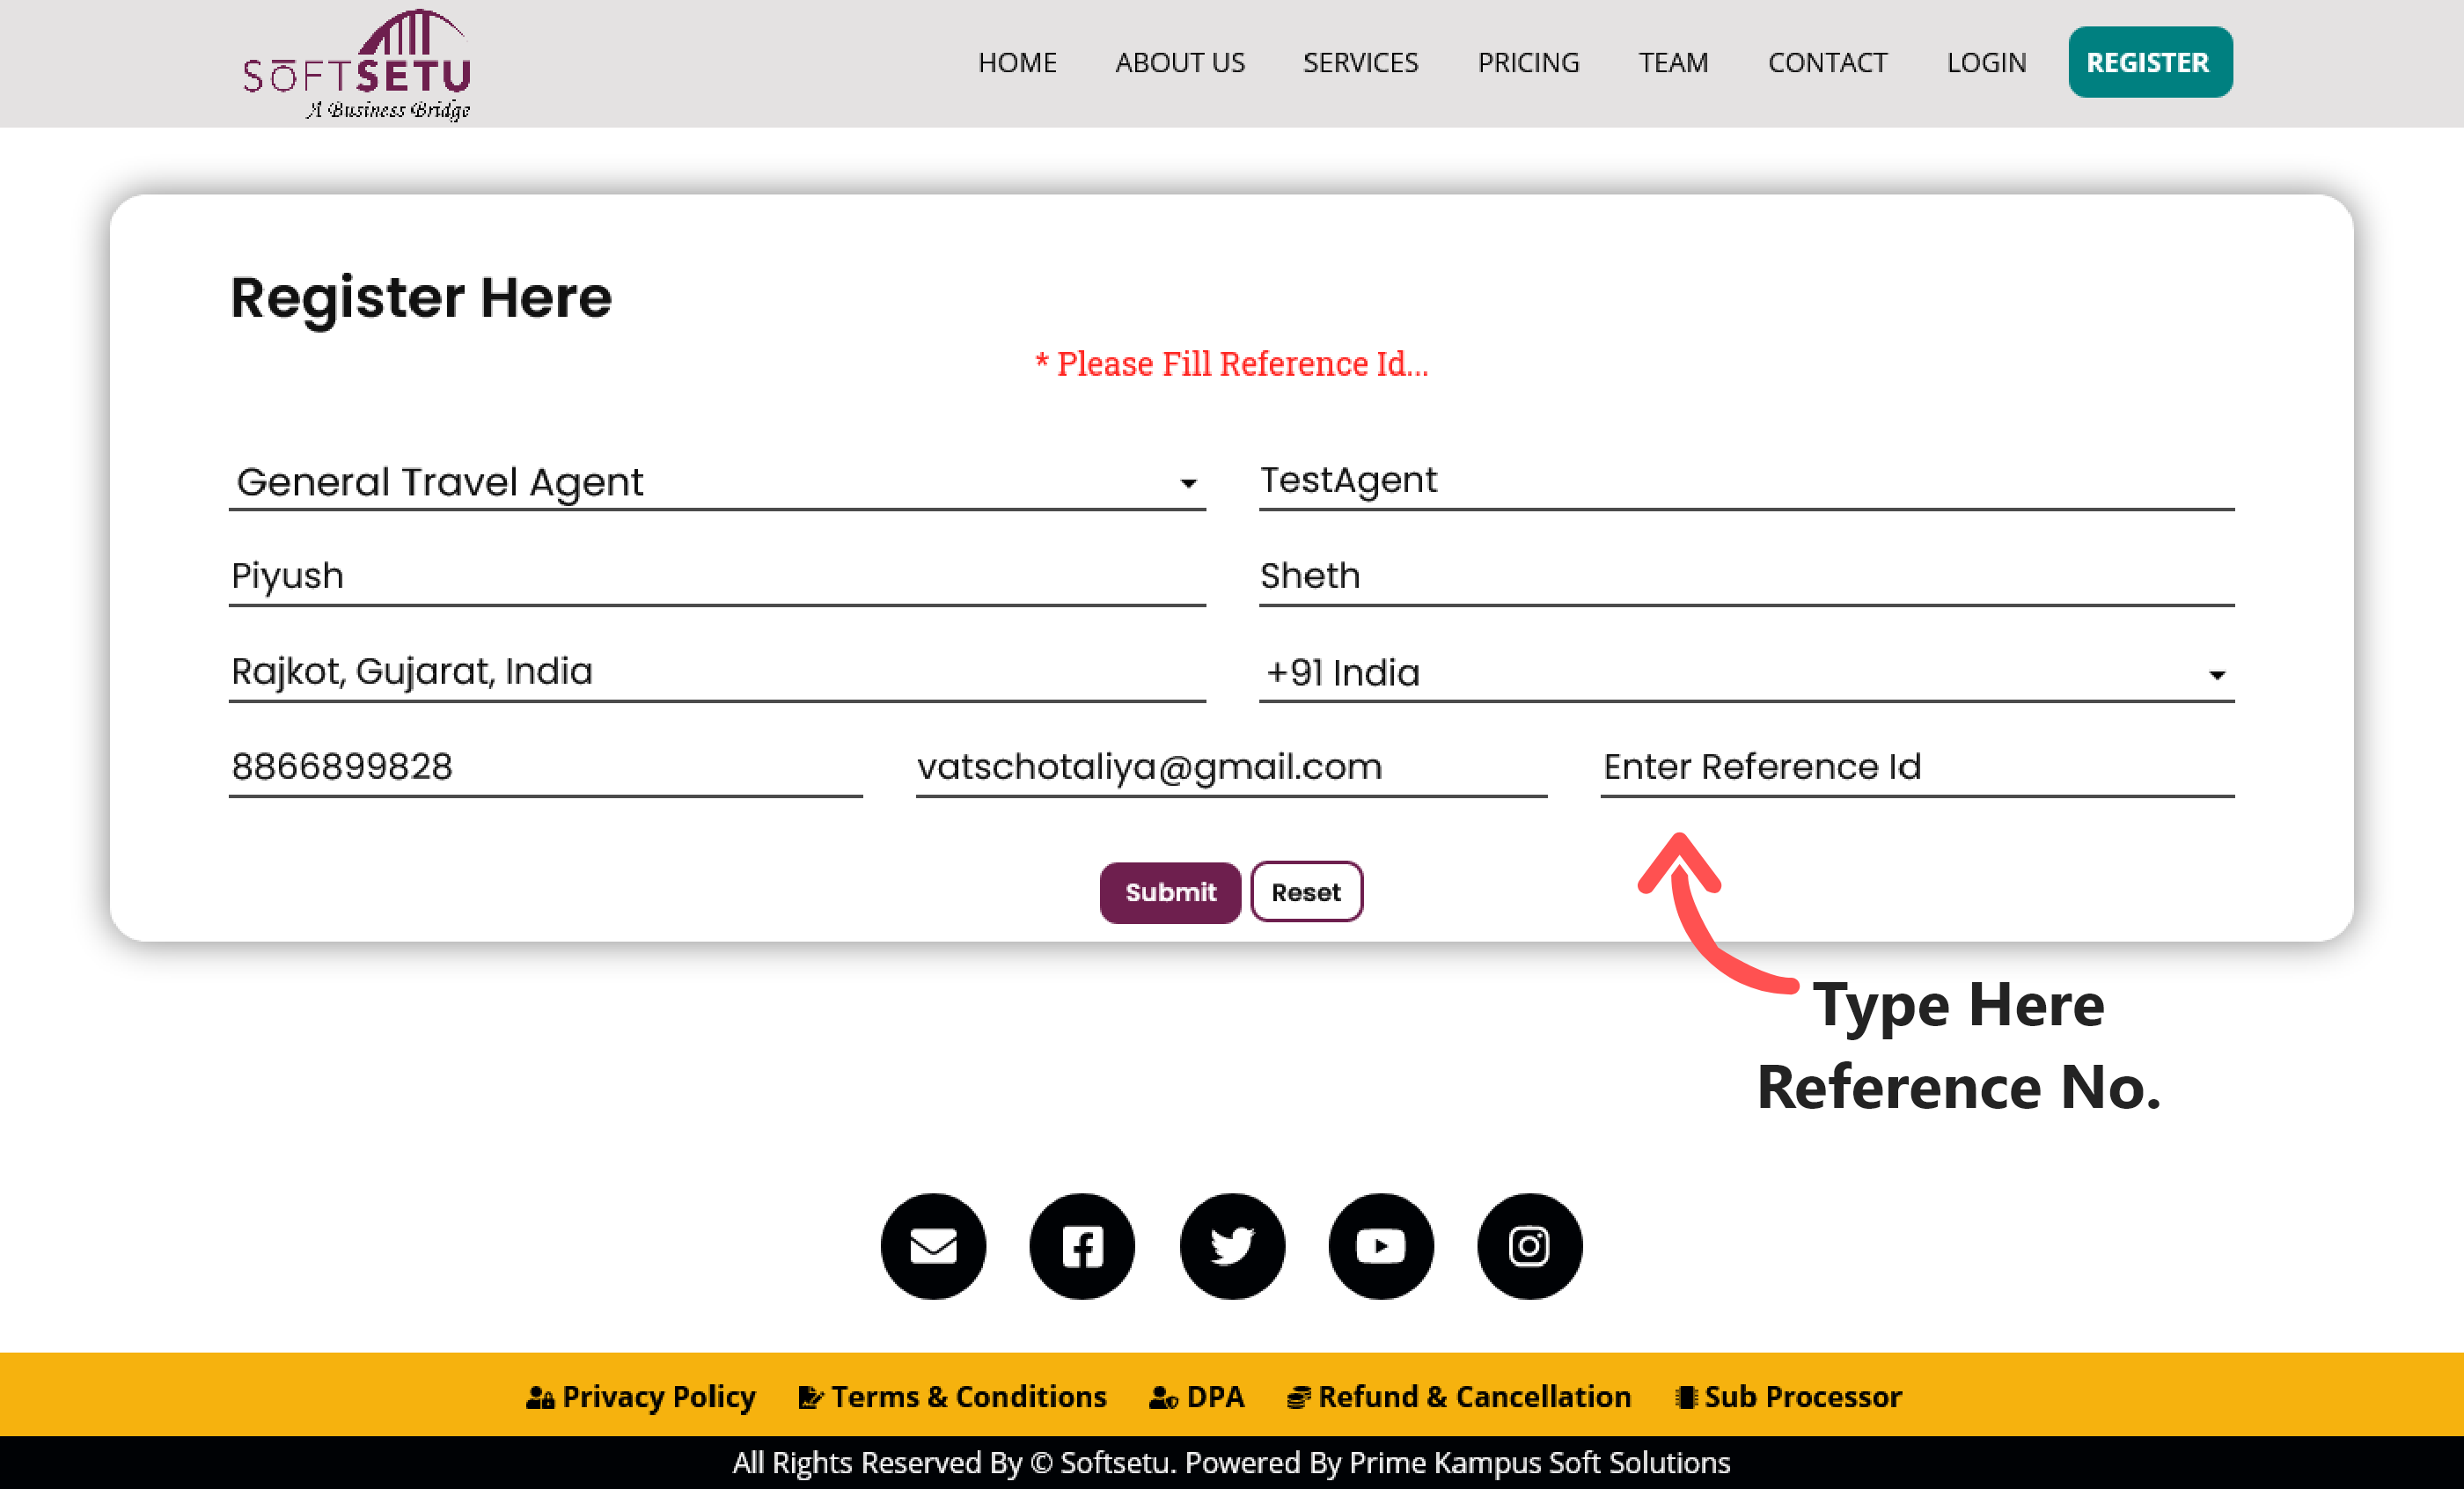 SŌFTSETU
A Business Bridge
HOME ABOUT US SERVICES PRICING TEAM CONTACT LOGIN REGISTER
Register Here
* Please Fill Reference Id...
General Travel Agent TestAgent
Piyush Sheth
Rajkot, Gujarat, India +91 India
8866899828 vatschotaliya@gmail.com Enter Reference Id
Submit Reset
Type Here
Reference No.
Privacy Policy Terms & Conditions DPA Refund & Cancellation Sub Processor
All Rights Reserved By © Softsetu. Powered By Prime Kampus Soft Solutions